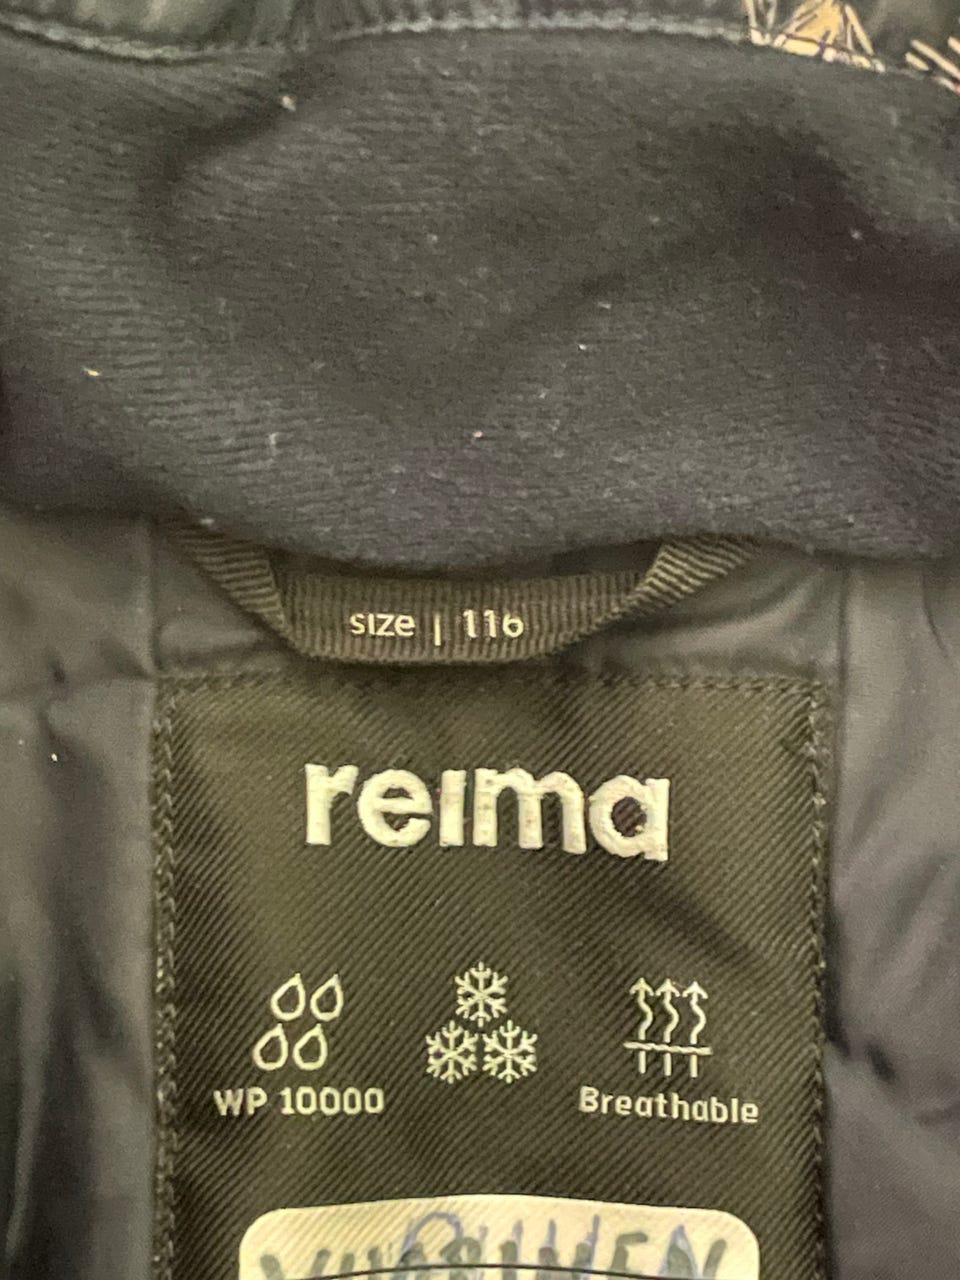 size | 116
reima
WP 10000
Breathable